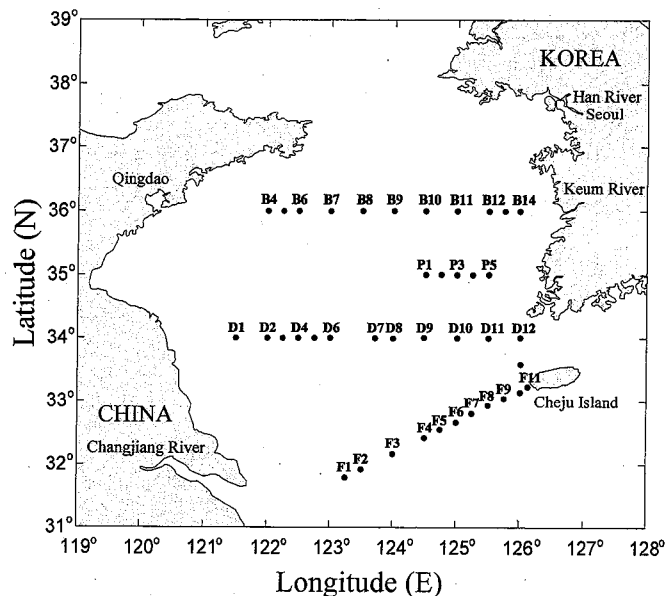 39°
38°
37°
36°
35°
34°
33°
32°
31°
Latitude (N)
KOREA
Han River
Seoul
Qingdao
Keum River
B4 B6 B7 B8 B9 B10 B11 B12 B14
P1 P3 P5
D1 D2 D4 D6 D7 D8 D9 D10 D11 D12
F1 F2 F3 F4 F5 F6 F7 F8 F9 F11
Cheju Island
CHINA
Changjiang River
119° 120° 121° 122° 123° 124° 125° 126° 127° 128°
Longitude (E)